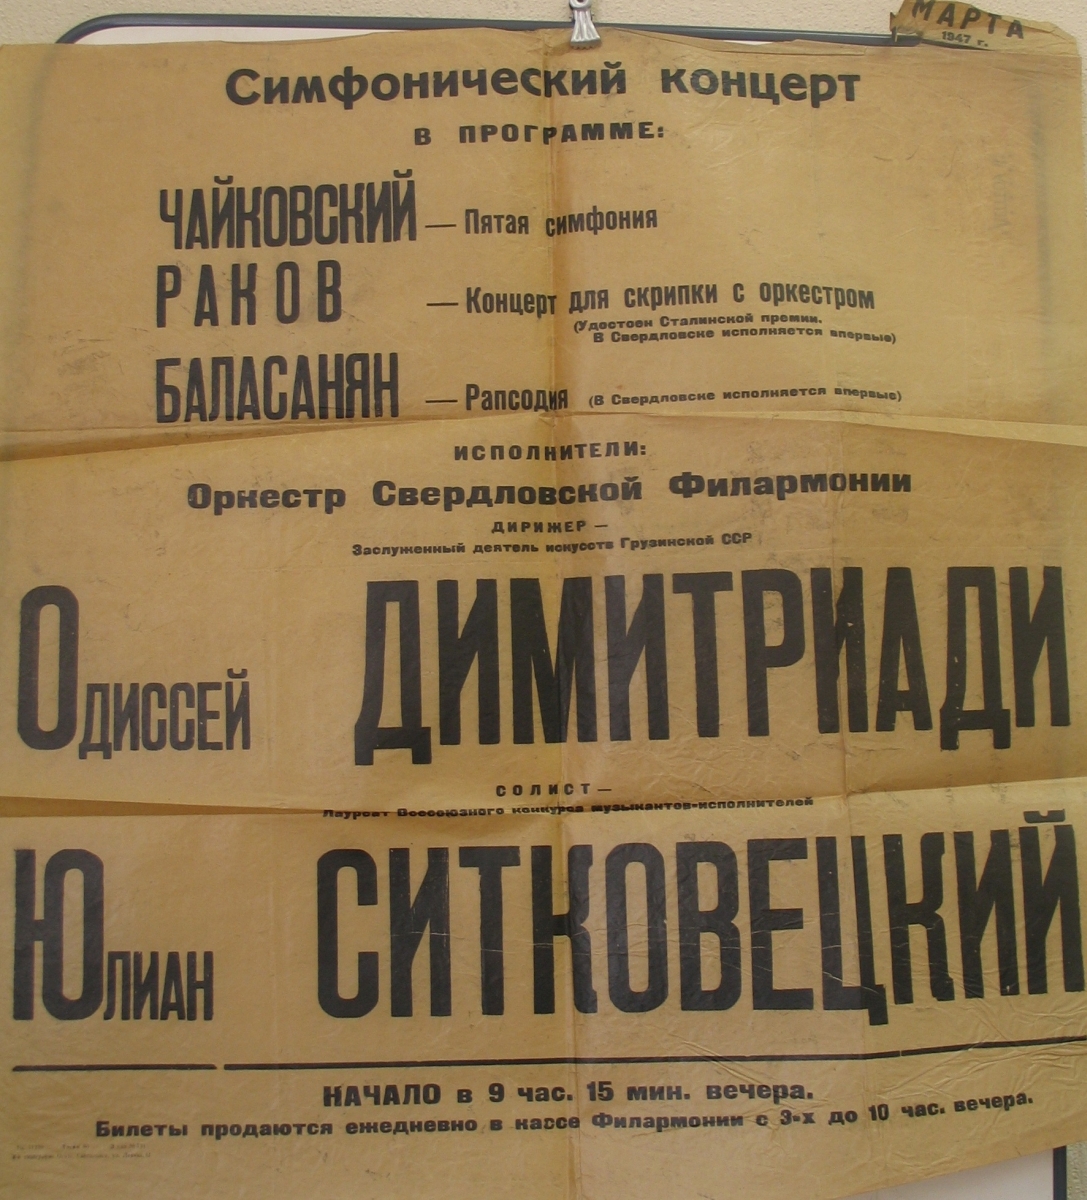 МАРТА
1947 г.
Симфонический концерт
В ПРОГРАММЕ:
ЧАЙКОВСКИЙ — Пятая симфония
РАКОВ — Концерт для скрипки с оркестром
(Удостоен Сталинской премии.
В Свердловске исполняется впервые)
БАЛАСАНЯН — Рапсодия (В Свердловске исполняется впервые)
ИСПОЛНИТЕЛИ:
Оркестр Свердловской Филармонии
ДИРИЖЕР —
Заслуженный деятель искусств Грузинской ССР
Одиссей ДИМИТРИАДИ
СОЛИСТ —
Лауреат Всесоюзного конкурса музыкантов-исполнителей
Юлиан СИТКОВЕЦКИЙ
НАЧАЛО в 9 час. 15 мин. вечера.
Билеты продаются ежедневно в кассе Филармонии с 3-х до 10 час. вечера.